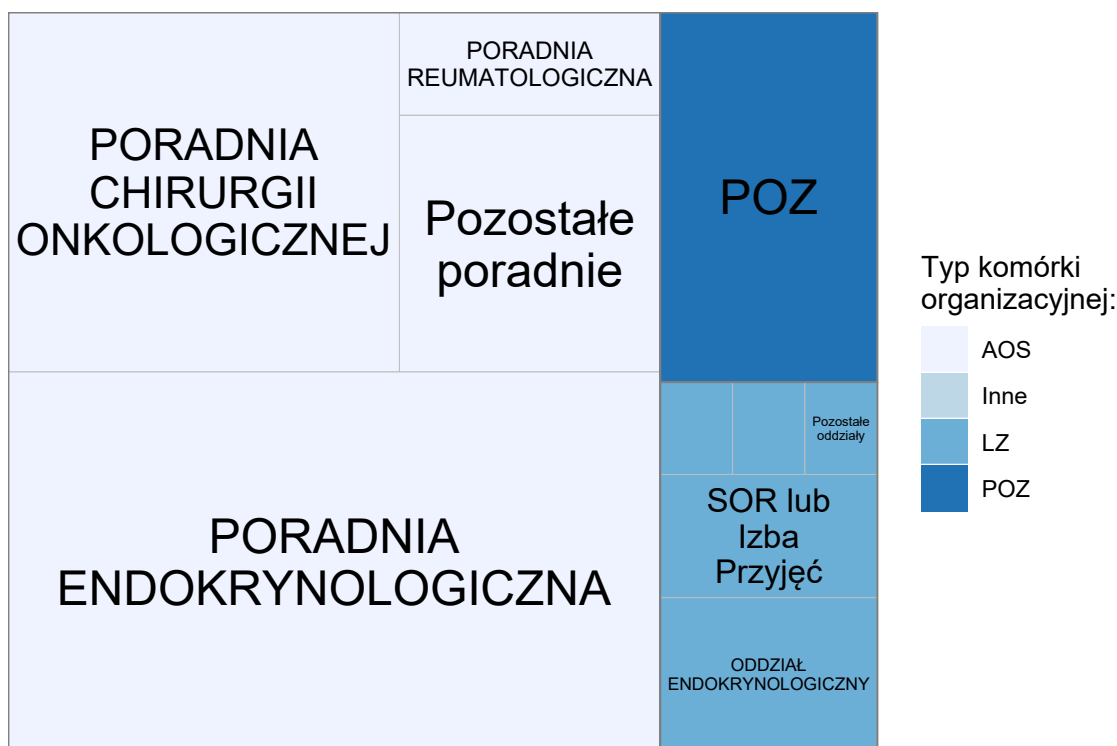 PORADNIA
CHIRURGII
ONKOLOGICZNEJ
PORADNIA
REUMATOLOGICZNA
Pozostałe
poradnie
POZ
PORADNIA
ENDOKRYNOLOGICZNA
Pozostałe
oddziały
SOR lub
Izba
Przyjęć
ODDZIAŁ
ENDOKRYNOLOGICZNY
Typ komórki
organizacyjnej:
AOS
Inne
LZ
POZ